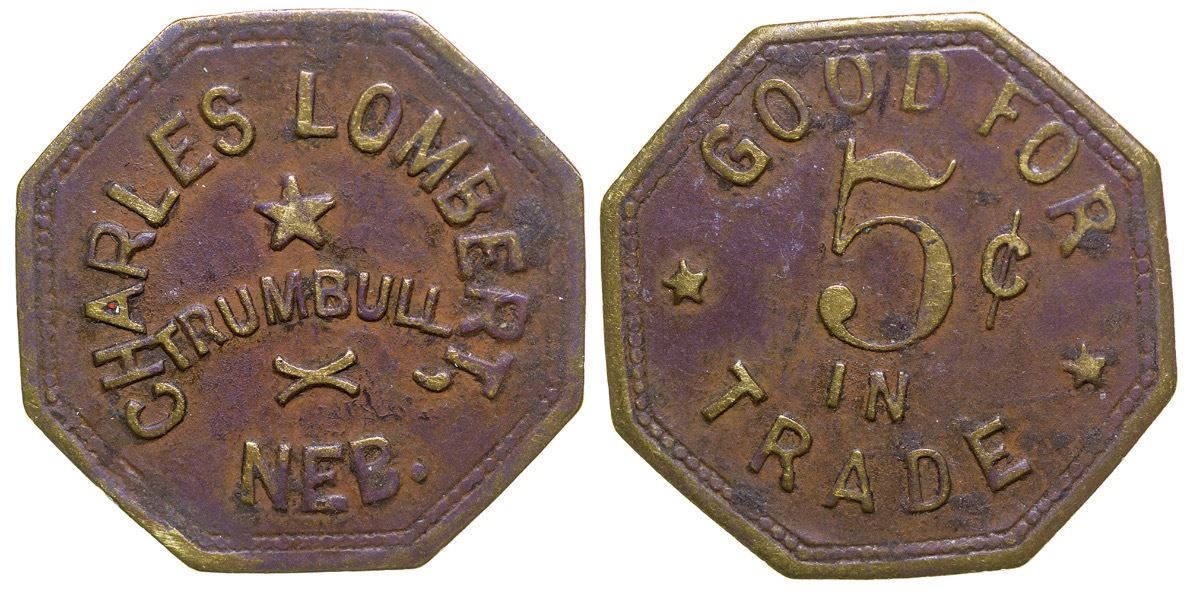 CHARLES LOMBERT,
TRUMBULL
NEB.
GOOD FOR
5¢
IN
TRADE